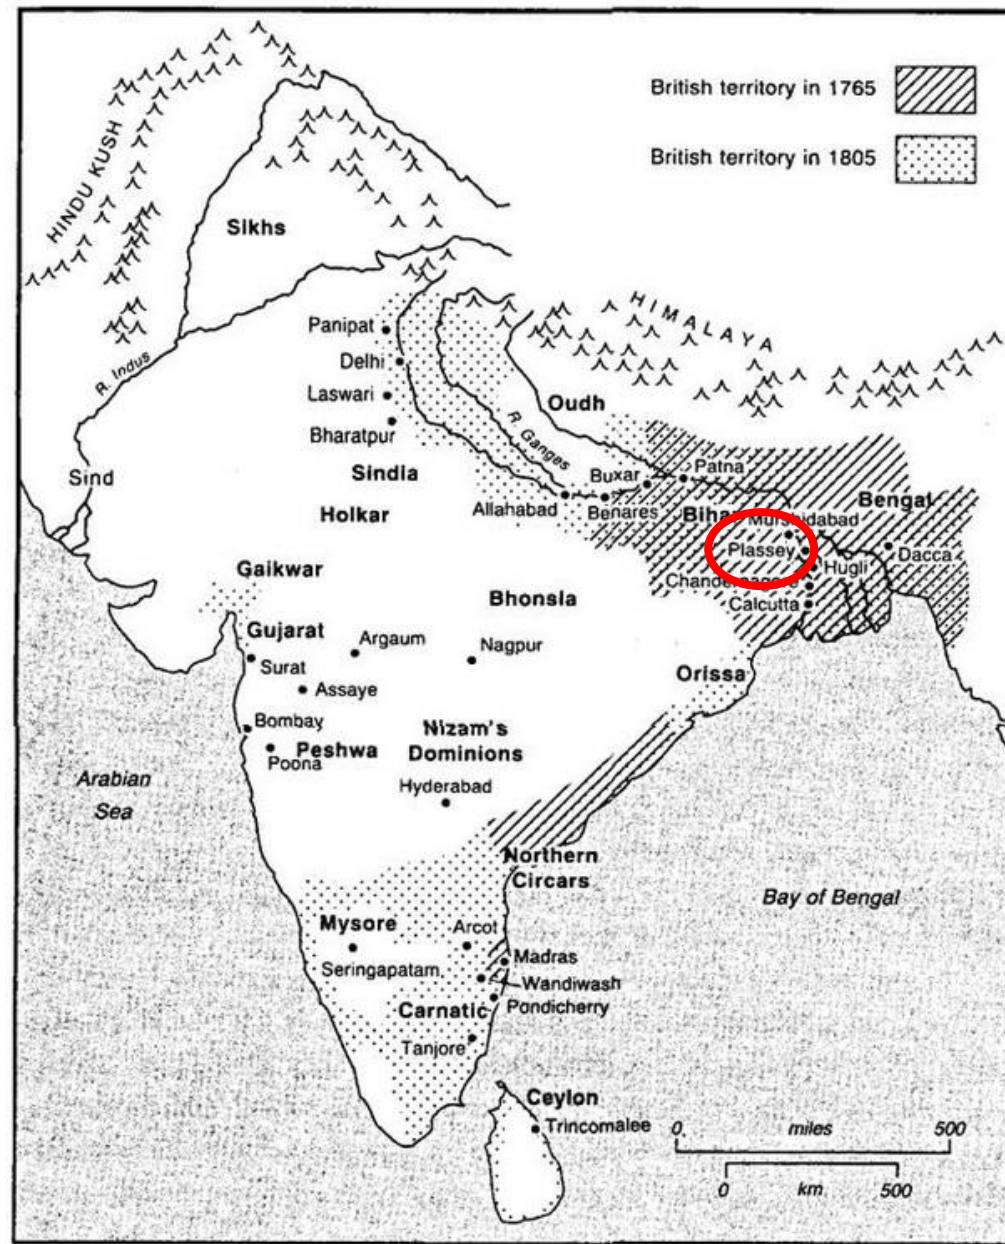 British territory in 1765
British territory in 1805
HINDU KUSH
Sikhs
HIMALAYA
Panipat
R. Indus
Delhi
Laswari
Oudh
Bharatpur
R. Ganges
Sindia
Sind
Buxar
Patna
Allahabad
Benares
Bengal
Holkar
Bihar
Murshidabad
Plassey
Dacca
Hugli
Gaikwar
Chandernagore
Bhonsla
Calcutta
Gujarat
Argaum
Nagpur
Surat
Orissa
Assaye
Bombay
Nizam's
Dominions
Peshwa
Poona
Arabian
Sea
Hyderabad
Northern
Circars
Bay of Bengal
Mysore
Arcot
Seringapatam
Madras
Wandiwash
Carnatic
Pondicherry
Tanjore
Ceylon
Trincomalee
0 miles 500
0 km 500